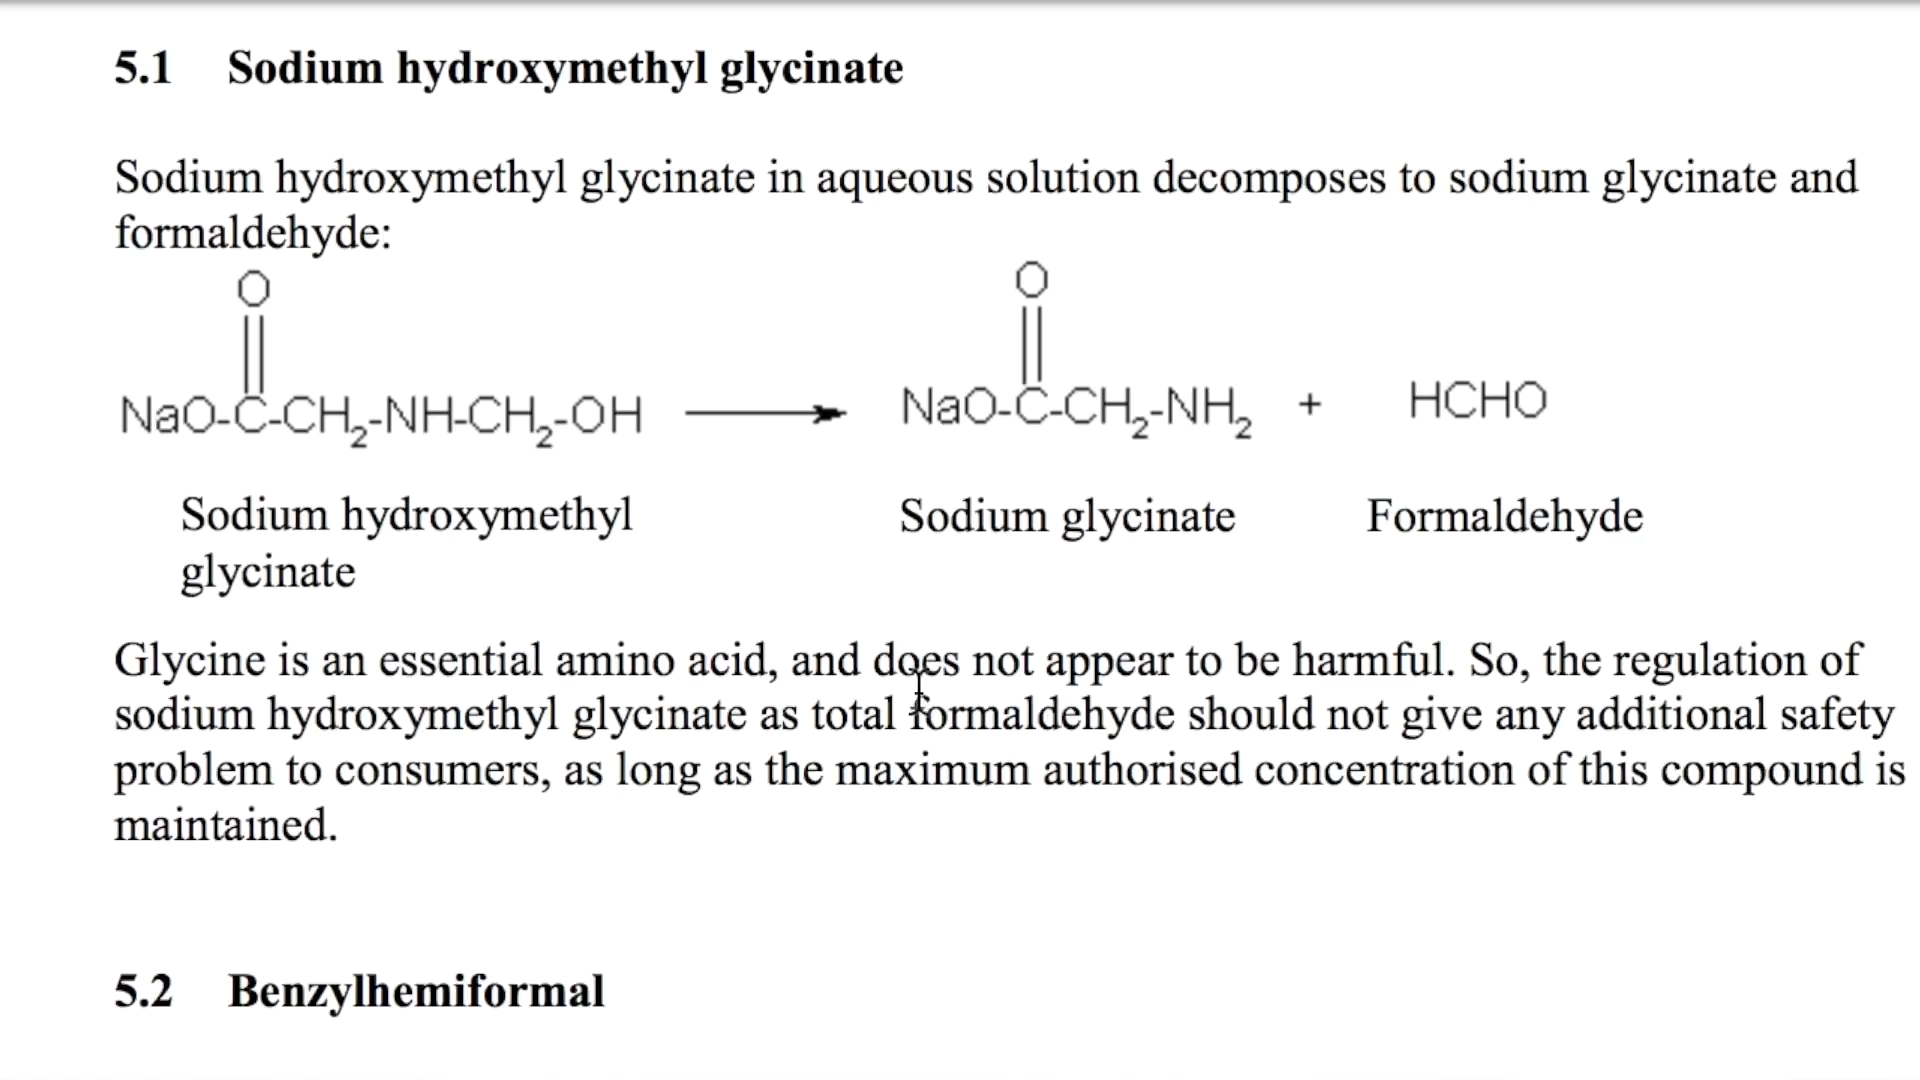 5.1 Sodium hydroxymethyl glycinate
Sodium hydroxymethyl glycinate in aqueous solution decomposes to sodium glycinate and
formaldehyde:
O O
NaO-C-CH₂-NH-CH₂-OH NaO-C-CH₂-NH₂ + HCHO
Sodium hydroxymethyl Sodium glycinate Formaldehyde
glycinate
Glycine is an essential amino acid, and does not appear to be harmful. So, the regulation of
sodium hydroxymethyl glycinate as total formaldehyde should not give any additional safety
problem to consumers, as long as the maximum authorised concentration of this compound is
maintained.
5.2 Benzylhemiformal